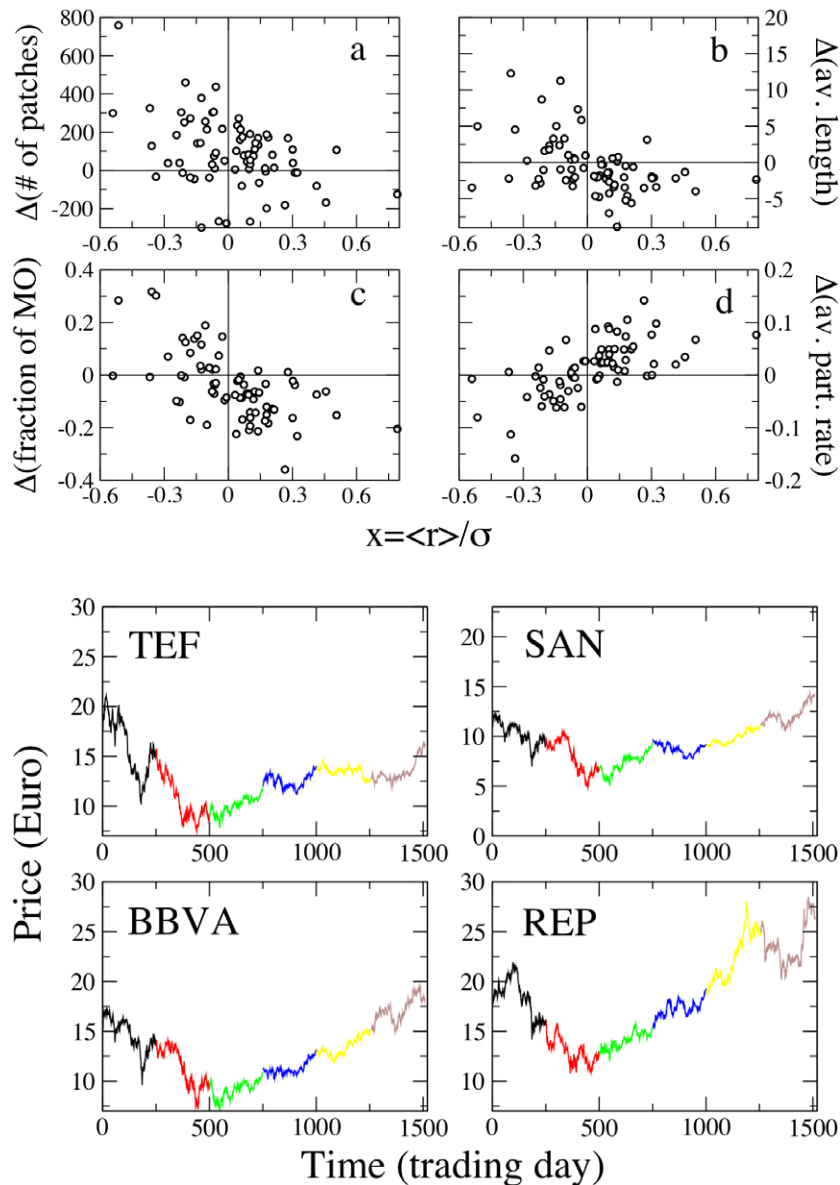 800
600
400
200
0
-200
Δ(# of patches)
a
-0.6 -0.3 0 0.3 0.6
20
15
10
5
0
-5
Δ(av. length)
b
-0.6 -0.3 0 0.3 0.6
0.4
0.2
0
-0.2
-0.4
Δ(fraction of MO)
c
-0.6 -0.3 0 0.3 0.6
0.2
0.1
0
-0.1
-0.2
Δ(av. part. rate)
d
-0.6 -0.3 0 0.3 0.6
x=<r>/σ
Price (Euro)
30
25
20
15
10
TEF
0 500 1000 1500
20
15
10
5
0
SAN
0 500 1000 1500
30
25
20
15
10
BBVA
0 500 1000 1500
30
25
20
15
10
REP
0 500 1000 1500
Time (trading day)